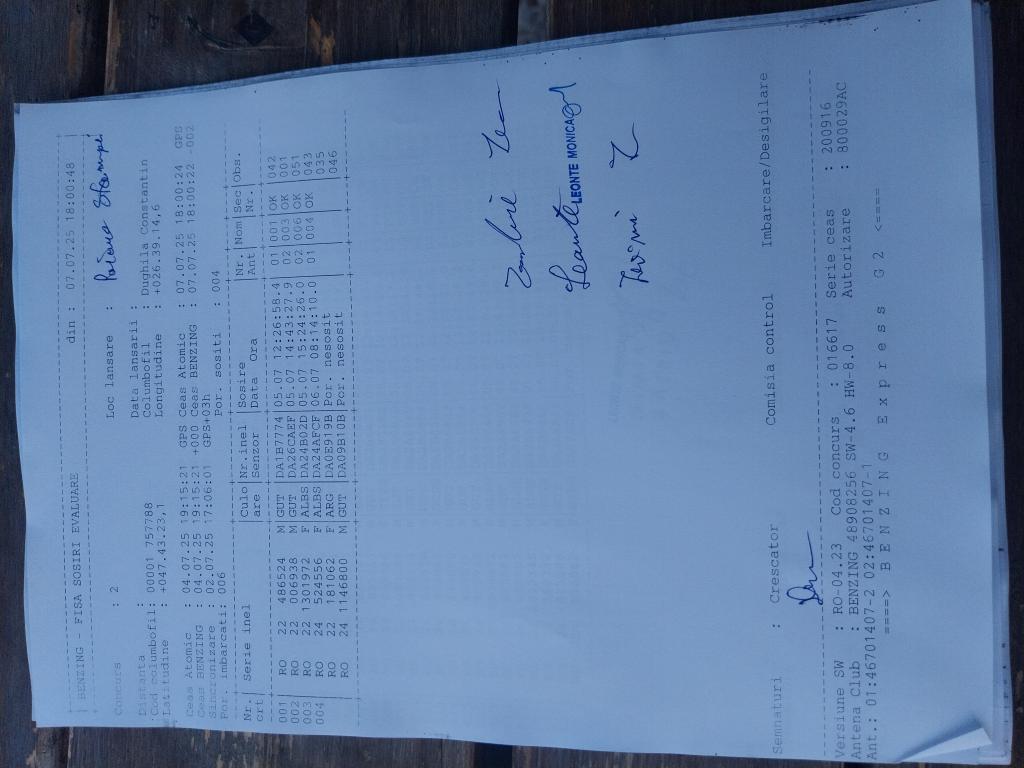 BENZING - FISA SOSIRI EVALUARE din : 07.07.25 18:00:48
Concurs : 2 Loc lansare :
Distanta : Data lansarii :
Cod columbofil: 00001 757788 Columbofil : Dughila Constantin
Latitudine : +047.43.23,1 Longitudine : +026.39.14,6
Ceas Atomic : 04.07.25 19:15:21 GPS Ceas Atomic : 07.07.25 18:00:24 GPS
Ceas BENZING : 04.07.25 19:15:21 +000 Ceas BENZING : 07.07.25 18:00:22 -002
Sincronizare : 02.07.25 17:06:01 GPS+03h
Por. imbarcati: 006 Por. sositi : 004
Nr. | Serie inel |Culo|Nr.inel |Sosire |Nr.|Nom|Sec|Obs.
crt| |are |Senzor |Data Ora |Ant| |Nr.|
001 RO 22 486524 M GUT DA1B7774 05.07 12:26:58.4 01 001 OK 042
002 RO 22 006938 M GUT DA26CAEF 05.07 14:43:27.9 02 003 OK 001
003 RO 22 1301972 F ALBS DA24B02D 05.07 15:24:26.0 02 006 OK 051
004 RO 24 524556 F ALBS DA24AFCF 06.07 08:14:10.0 01 004 OK 043
RO 22 181062 F ARG DA0E919B Por. nesosit 035
RO 24 1146800 M GUT DA09B10B Por. nesosit 046
LEONTE MONICA
Semnaturi : Crescator Comisia control Imbarcare/Desigilare
Versiune SW : RO-04.23 Cod concurs : 016617 Serie ceas : 200916
Antena Club : BENZING 48908256 SW-4.6 HW-8.0 Autorizare : 800029AC
Ant.: 01:46701407-2 02:46701407-1
====> B E N Z I N G E x p r e s s G 2 <====